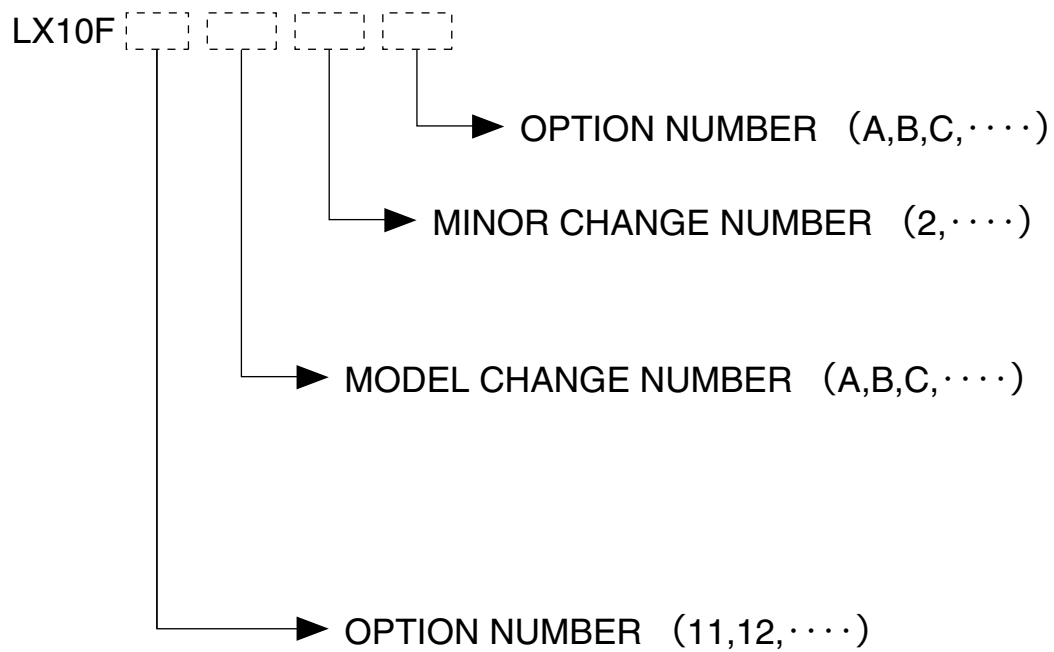 LX10F
OPTION NUMBER （A,B,C,････）
MINOR CHANGE NUMBER （2,････）
MODEL CHANGE NUMBER （A,B,C,････）
OPTION NUMBER （11,12,････）